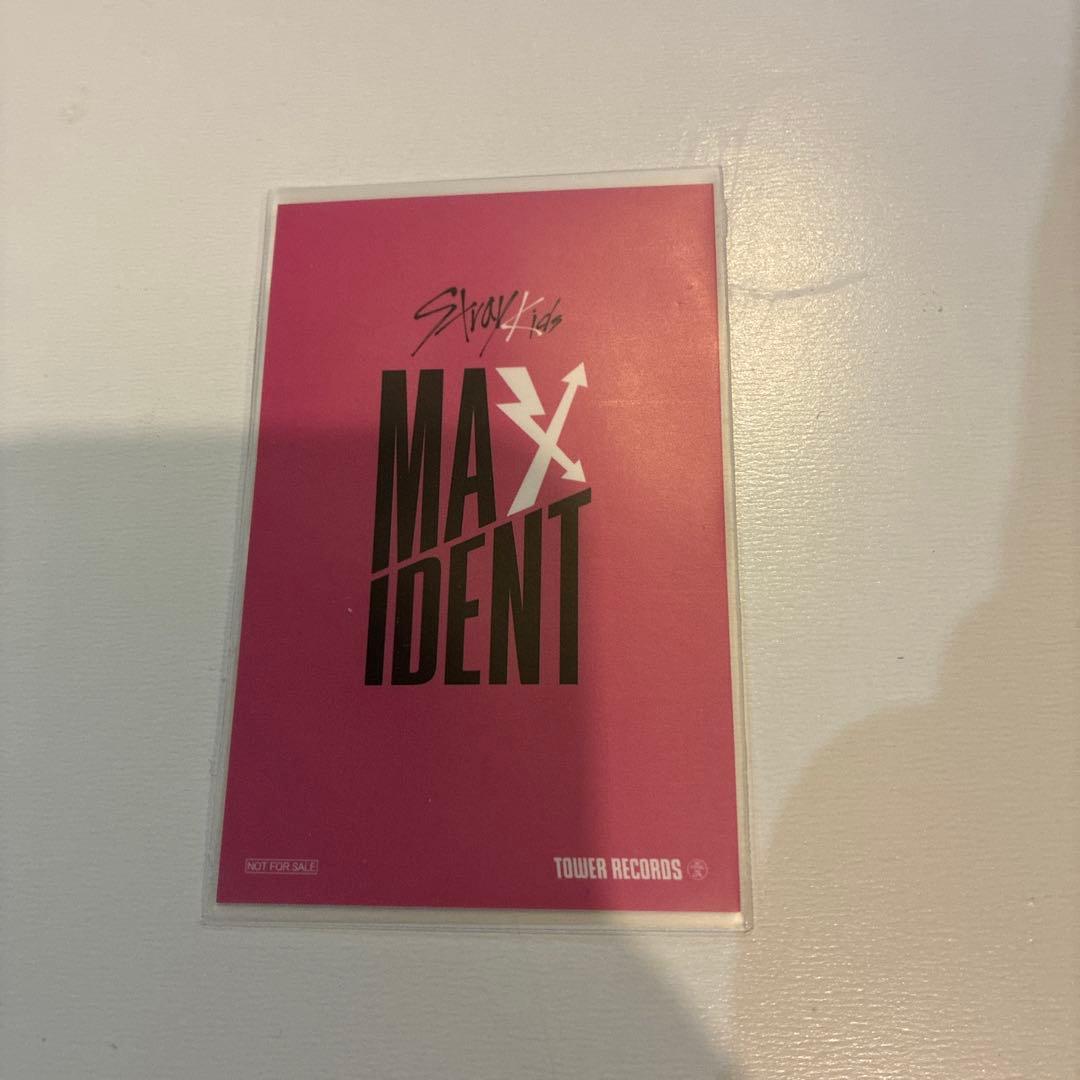 Stray Kids
MAX
IDENT
NOT FOR SALE
TOWER RECORDS